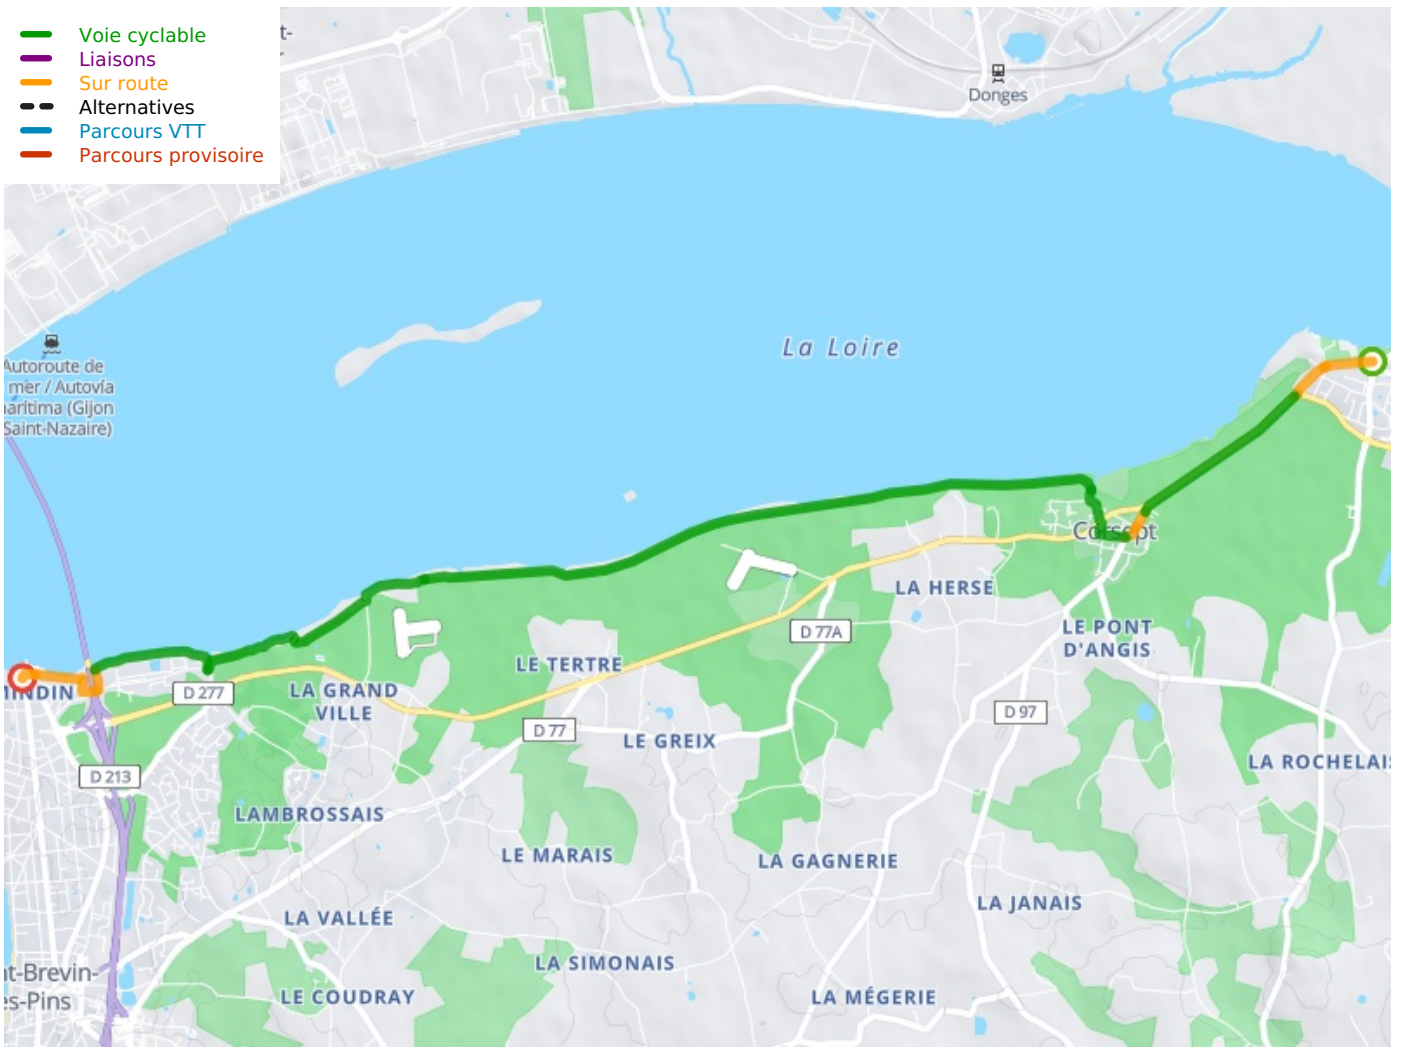 Voie cyclable
Liaisons
Sur route
Alternatives
Parcours VTT
Parcours provisoire
t-
Donges
La Loire
Autoroute de
mer / Autovía
arítima (Gijon
Saint-Nazaire)
Corsept
LA HERSE
D 77A
LE PONT
D'ANGIS
LE TERTRE
MINDIN
D 277
LA GRAND
VILLE
D 97
D 77
LE GREIX
LA ROCHELAI
D 213
LAMBROSSAIS
LE MARAIS
LA GAGNERIE
LA JANAIS
LA VALLÉE
LA SIMONAIS
nt-Brevin-
es-Pins
LE COUDRAY
LA MÉGERIE